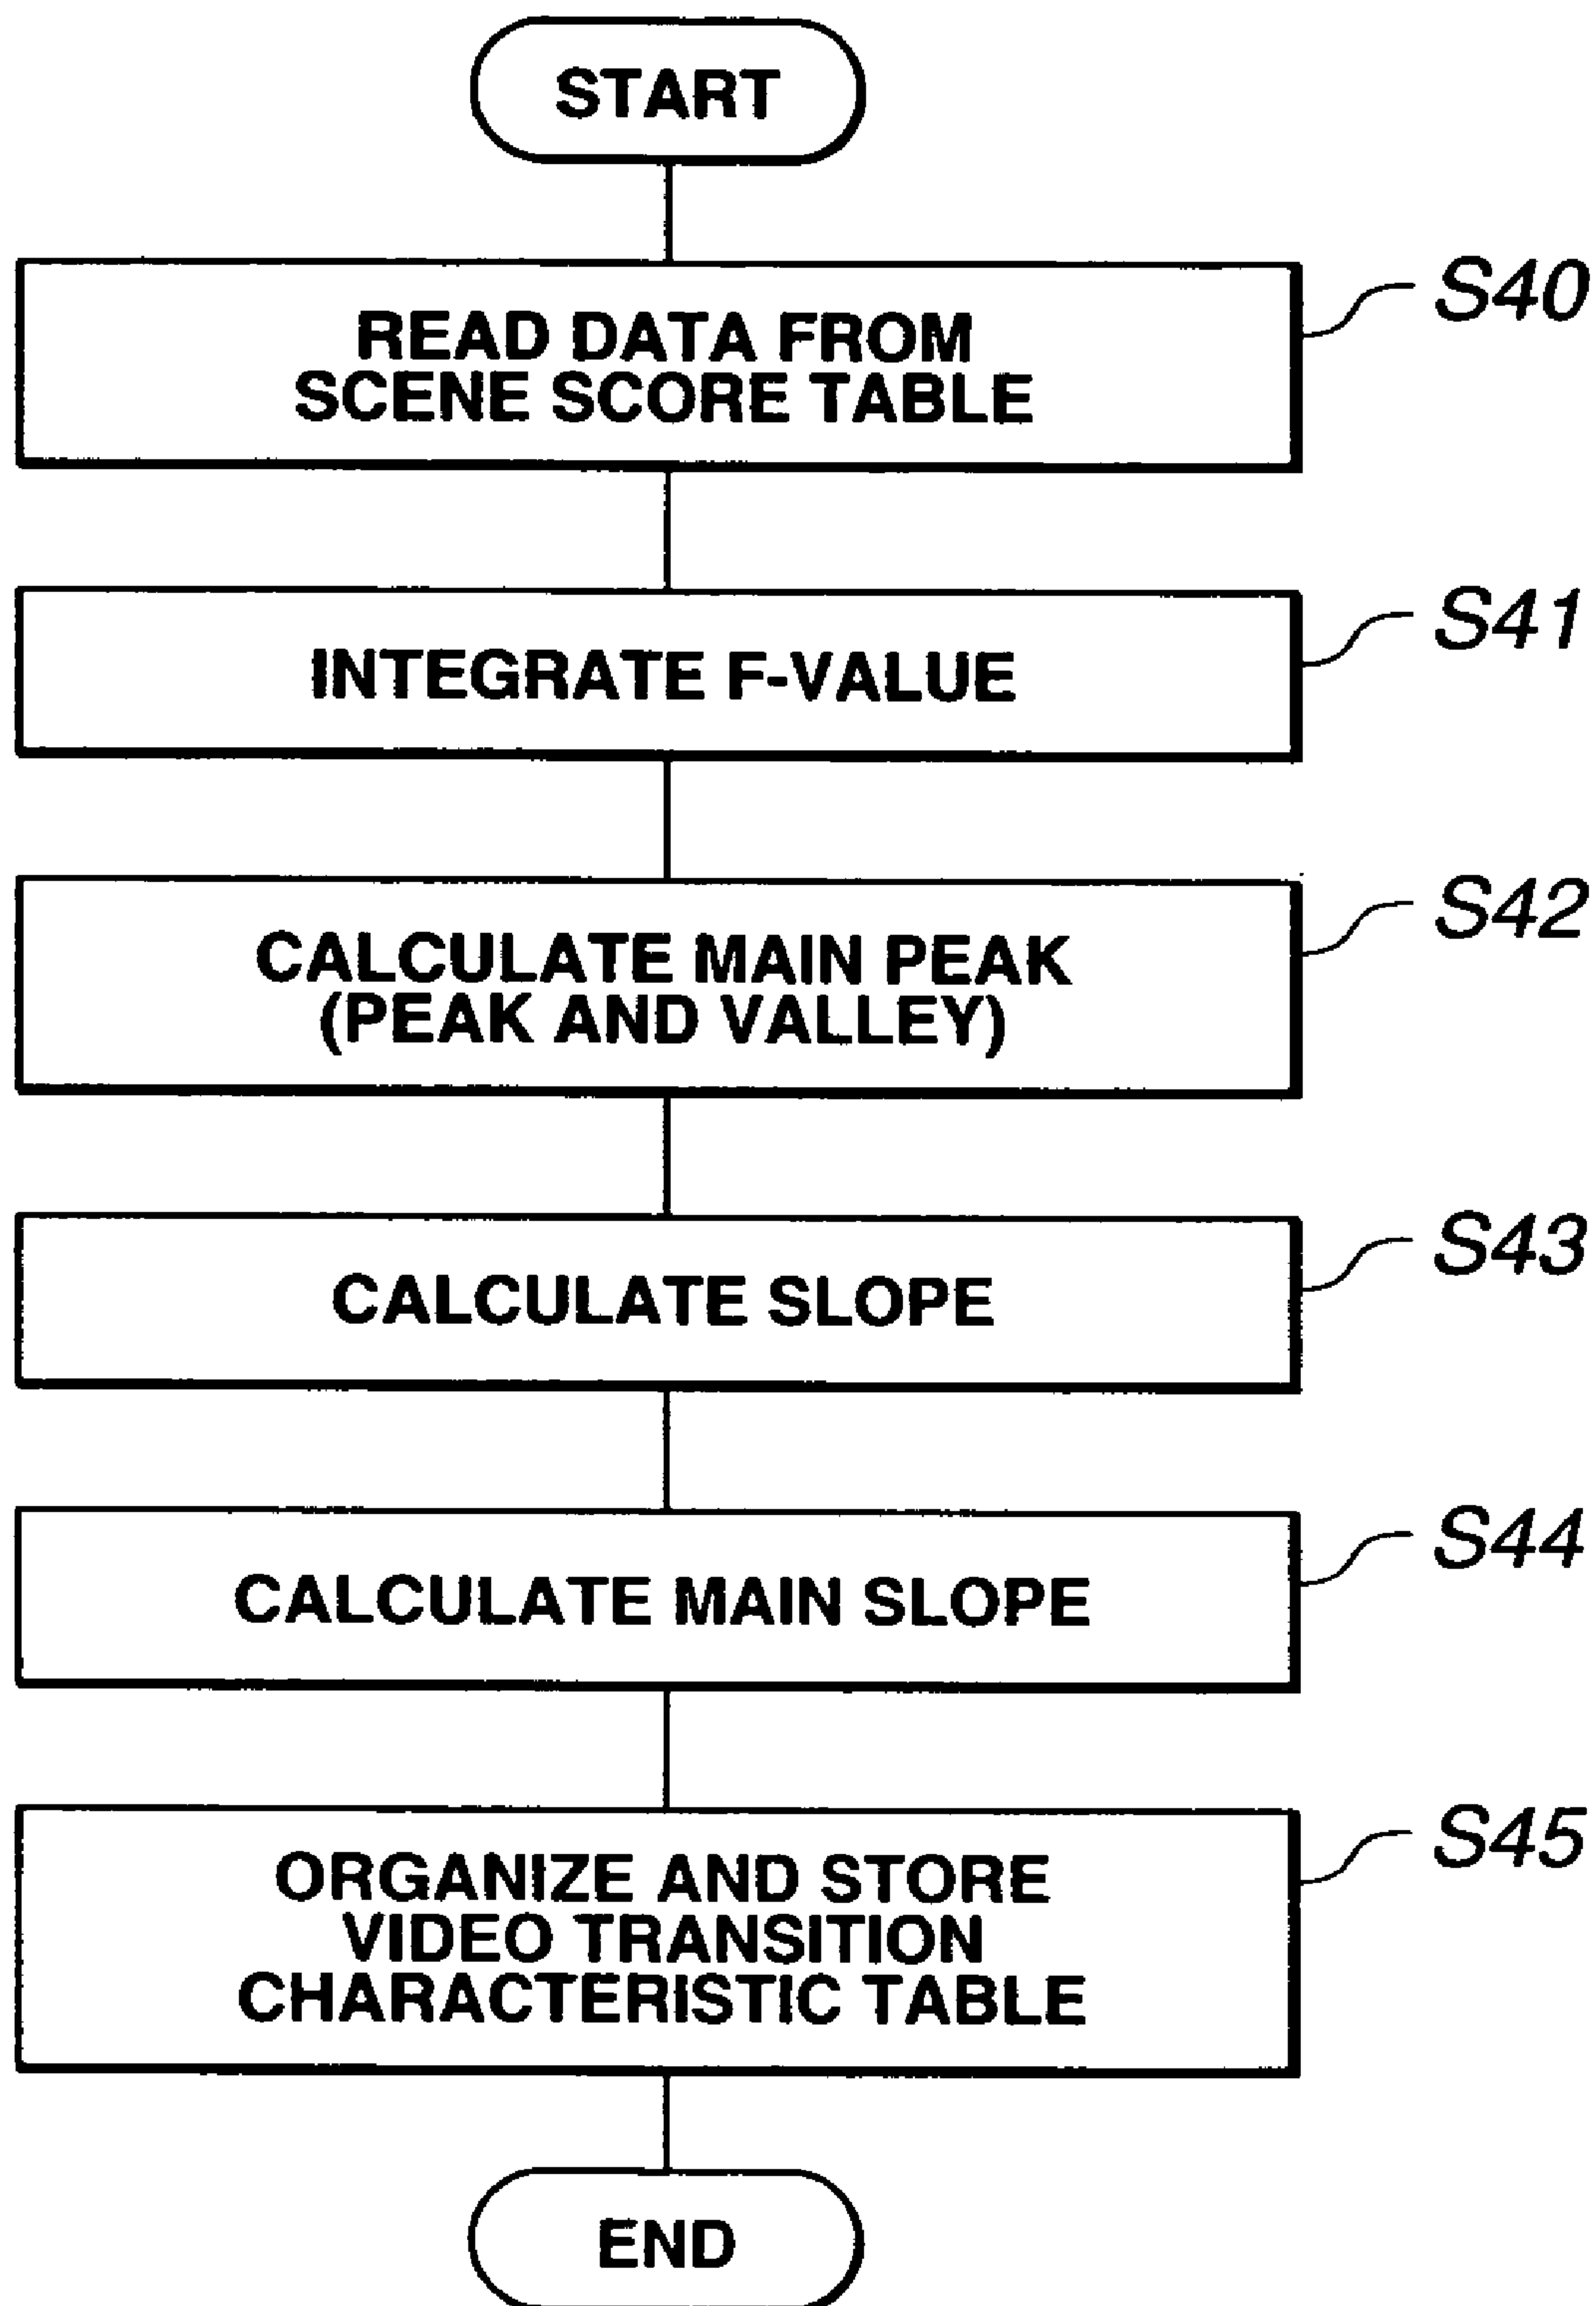 START
READ DATA FROM
SCENE SCORE TABLE
S40
INTEGRATE F-VALUE
S41
CALCULATE MAIN PEAK
(PEAK AND VALLEY)
S42
CALCULATE SLOPE
S43
CALCULATE MAIN SLOPE
S44
ORGANIZE AND STORE
VIDEO TRANSITION
CHARACTERISTIC TABLE
S45
END